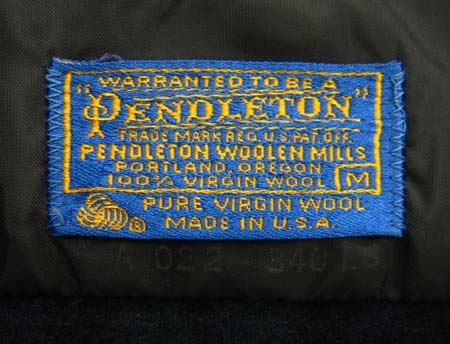 WARRANTED TO BE A
"PENDLETON"
TRADE MARK REG. U.S. PAT. OFF.
PENDLETON WOOLEN MILLS
PORTLAND, OREGON
100% VIRGIN WOOL M
PURE VIRGIN WOOL
®
MADE IN U.S.A.
A 022